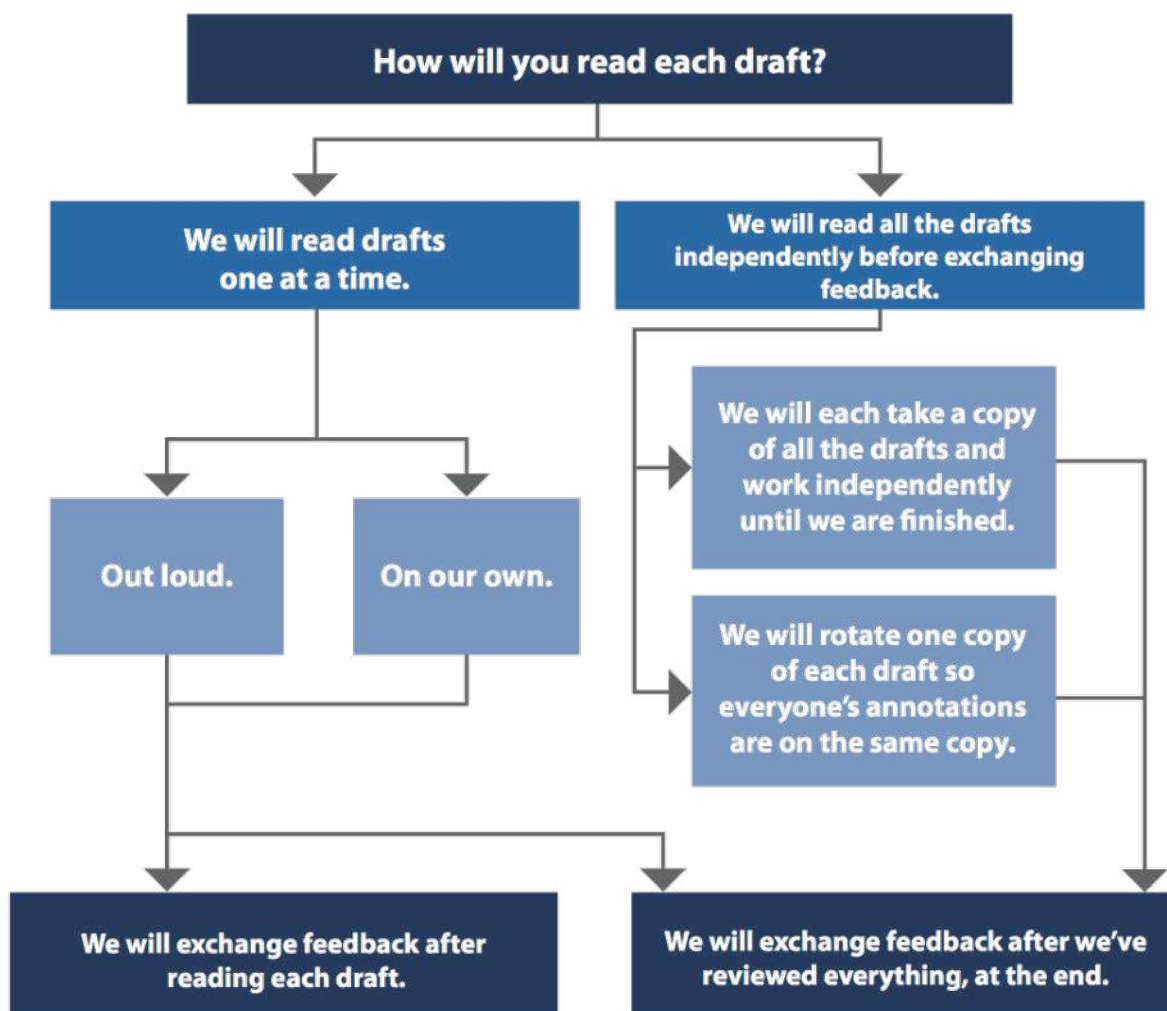 How will you read each draft?
We will read drafts
one at a time.
We will read all the drafts
independently before exchanging
feedback.
We will each take a copy
of all the drafts and
work independently
until we are finished.
Out loud.
On our own.
We will rotate one copy
of each draft so
everyone’s annotations
are on the same copy.
We will exchange feedback after
reading each draft.
We will exchange feedback after we’ve
reviewed everything, at the end.